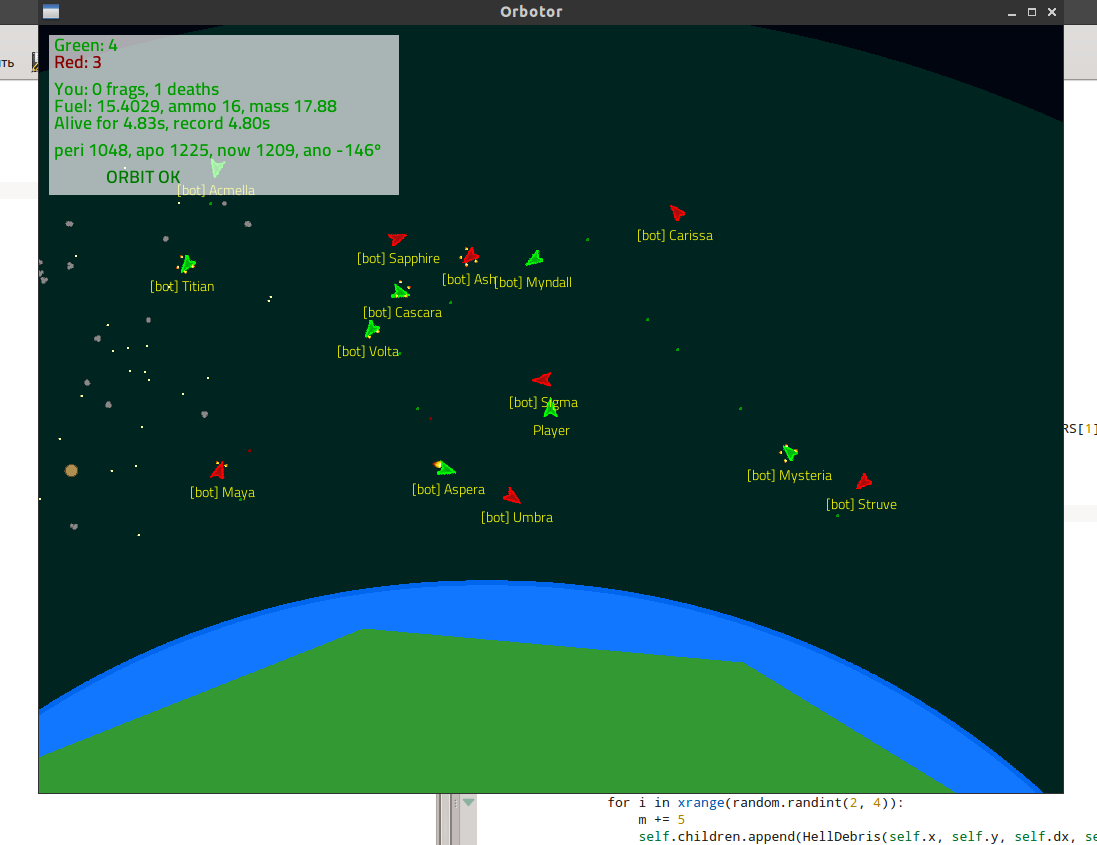 Orbotor
ть
Green: 4
Red: 3
You: 0 frags, 1 deaths
Fuel: 15.4029, ammo 16, mass 17.88
Alive for 4.83s, record 4.80s
peri 1048, apo 1225, now 1209, ano -146°
ORBIT OK
[bot] Acmella
[bot] Carissa
[bot] Sapphire
[bot] Ash
[bot] Myndall
[bot] Titian
[bot] Cascara
[bot] Volta
[bot] Sigma
Player
RS[1]
[bot] Mysteria
[bot] Aspera
[bot] Maya
[bot] Struve
[bot] Umbra
for i in xrange(random.randint(2, 4)):
m += 5
self.children.append(HellDebris(self.x, self.y, self.dx, se